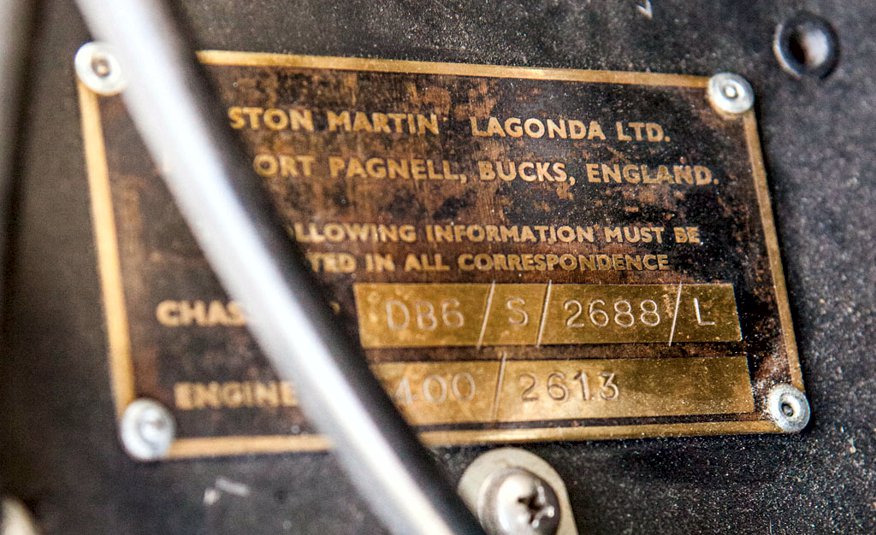 STON MARTIN LAGONDA LTD.
ORT PAGNELL, BUCKS, ENGLAND.
LLOWING INFORMATION MUST BE
TED IN ALL CORRESPONDENCE
CHAS DB6/S/2688/L
ENGINE 400/2613